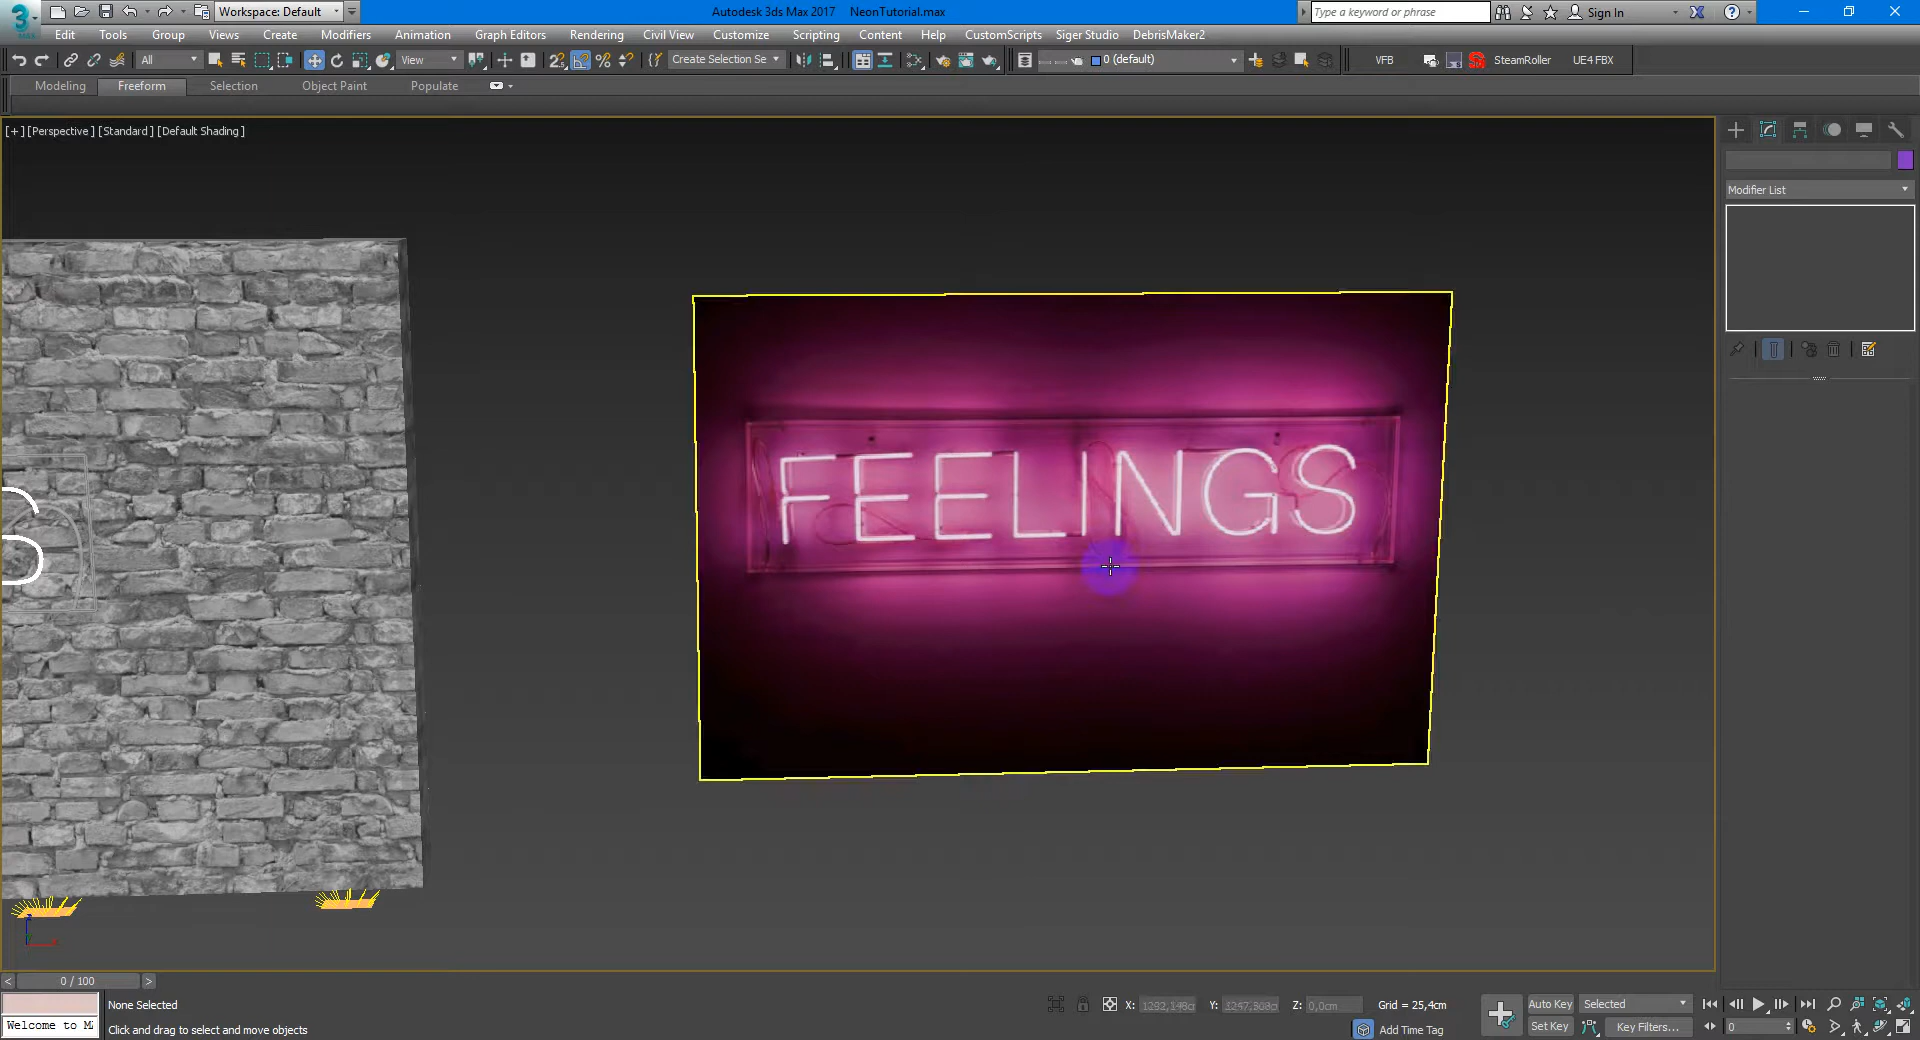 Workspace: Default
Autodesk 3ds Max 2017 NeonTutorial.max
Type a keyword or phrase
Sign In
3
MAX
Edit Tools Group Views Create Modifiers Animation Graph Editors Rendering Civil View Customize Scripting Content Help CustomScripts Siger Studio DebrisMaker2
All
View
Create Selection Se
0 (default)
VFB
SteamRoller
UE4 FBX
Modeling Freeform Selection Object Paint Populate
[+] [Perspective] [Standard] [Default Shading]
Modifier List
FEELINGS
S
< 0 / 100 >
None Selected
X:
Y:
Z: 0,0cm
Grid = 25,4cm
Auto Key
Selected
Welcome to M
Click and drag to select and move objects
Add Time Tag
Set Key
Key Filters...
0